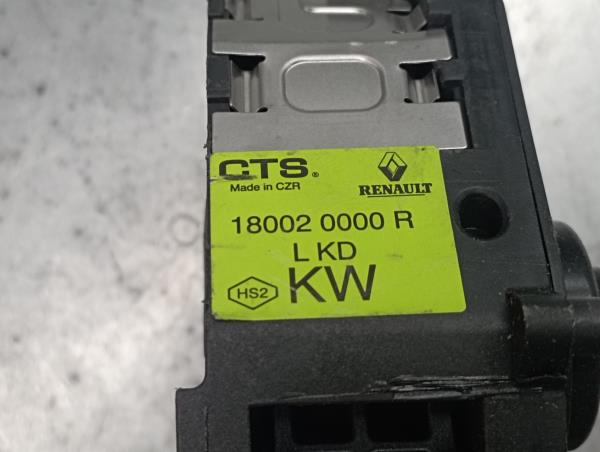 CTS®
Made in CZR
RENAULT
18002 0000 R
L KD
HS2
KW